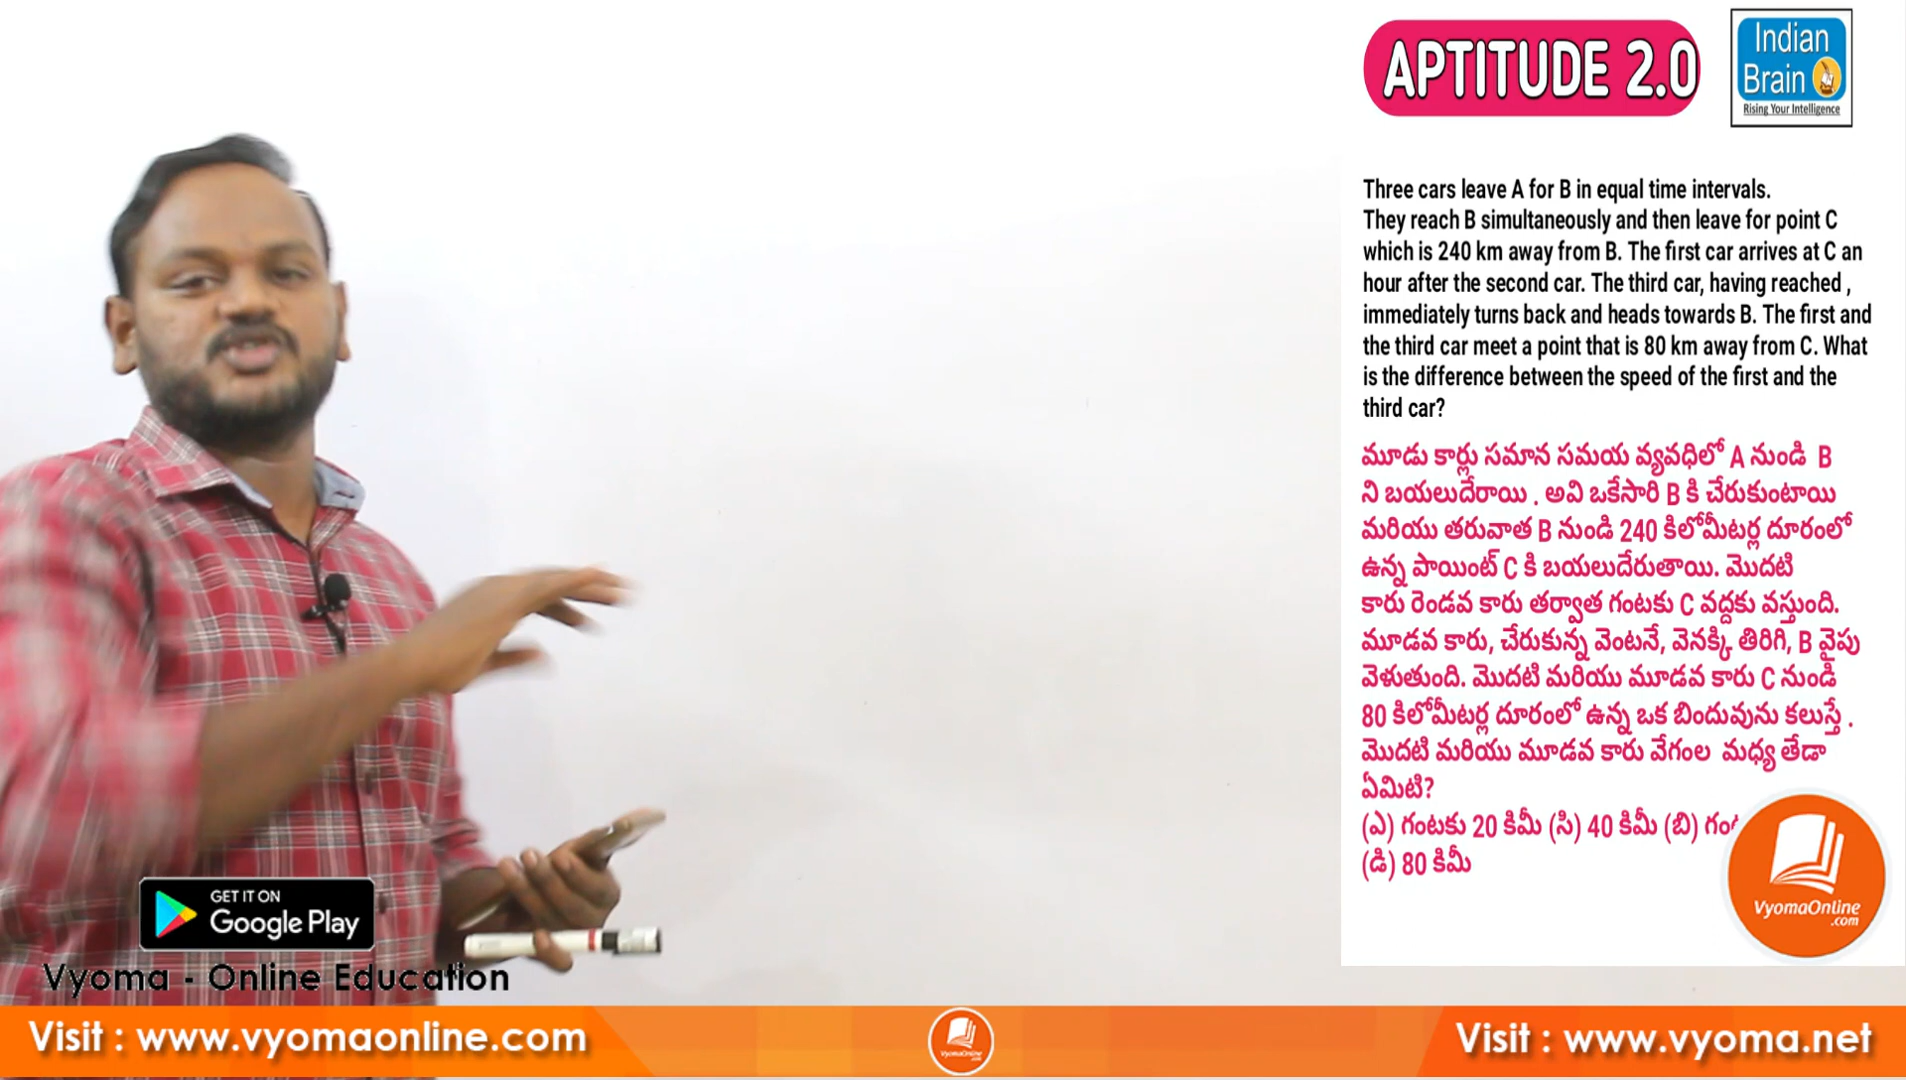 APTITUDE 2.0
Indian
Brain
Rising Your Intelligence
Three cars leave A for B in equal time intervals.
They reach B simultaneously and then leave for point C
which is 240 km away from B. The first car arrives at C an
hour after the second car. The third car, having reached ,
immediately turns back and heads towards B. The first and
the third car meet a point that is 80 km away from C. What
is the difference between the speed of the first and the
third car?
మూడు కార్లు సమాన సమయ వ్యవధిలో A నుండి B
ని బయలుదేరాయి . అవి ఒకేసారి B కి చేరుకుంటాయి
మరియు తరువాత B నుండి 240 కిలోమీటర్ల దూరంలో
ఉన్న పాయింట్ C కి బయలుదేరుతాయి. మొదటి
కారు రెండవ కారు తర్వాత గంటకు C వద్దకు వస్తుంది.
మూడవ కారు, చేరుకున్న వెంటనే, వెనక్కి తిరిగి, B వైపు
వెళుతుంది. మొదటి మరియు మూడవ కారు C నుండి
80 కిలోమీటర్ల దూరంలో ఉన్న ఒక బిందువును కలుస్తే .
మొదటి మరియు మూడవ కారు వేగంల మధ్య తేడా
ఏమిటి?
(ఎ) గంటకు 20 కిమీ (సి) 40 కిమీ (బి)
(డి) 80 కిమీ
VyomaOnline
.com
GET IT ON
Google Play
Vyoma - Online Education
Visit : www.vyomaonline.com
VyomaOnline
Visit : www.vyoma.net